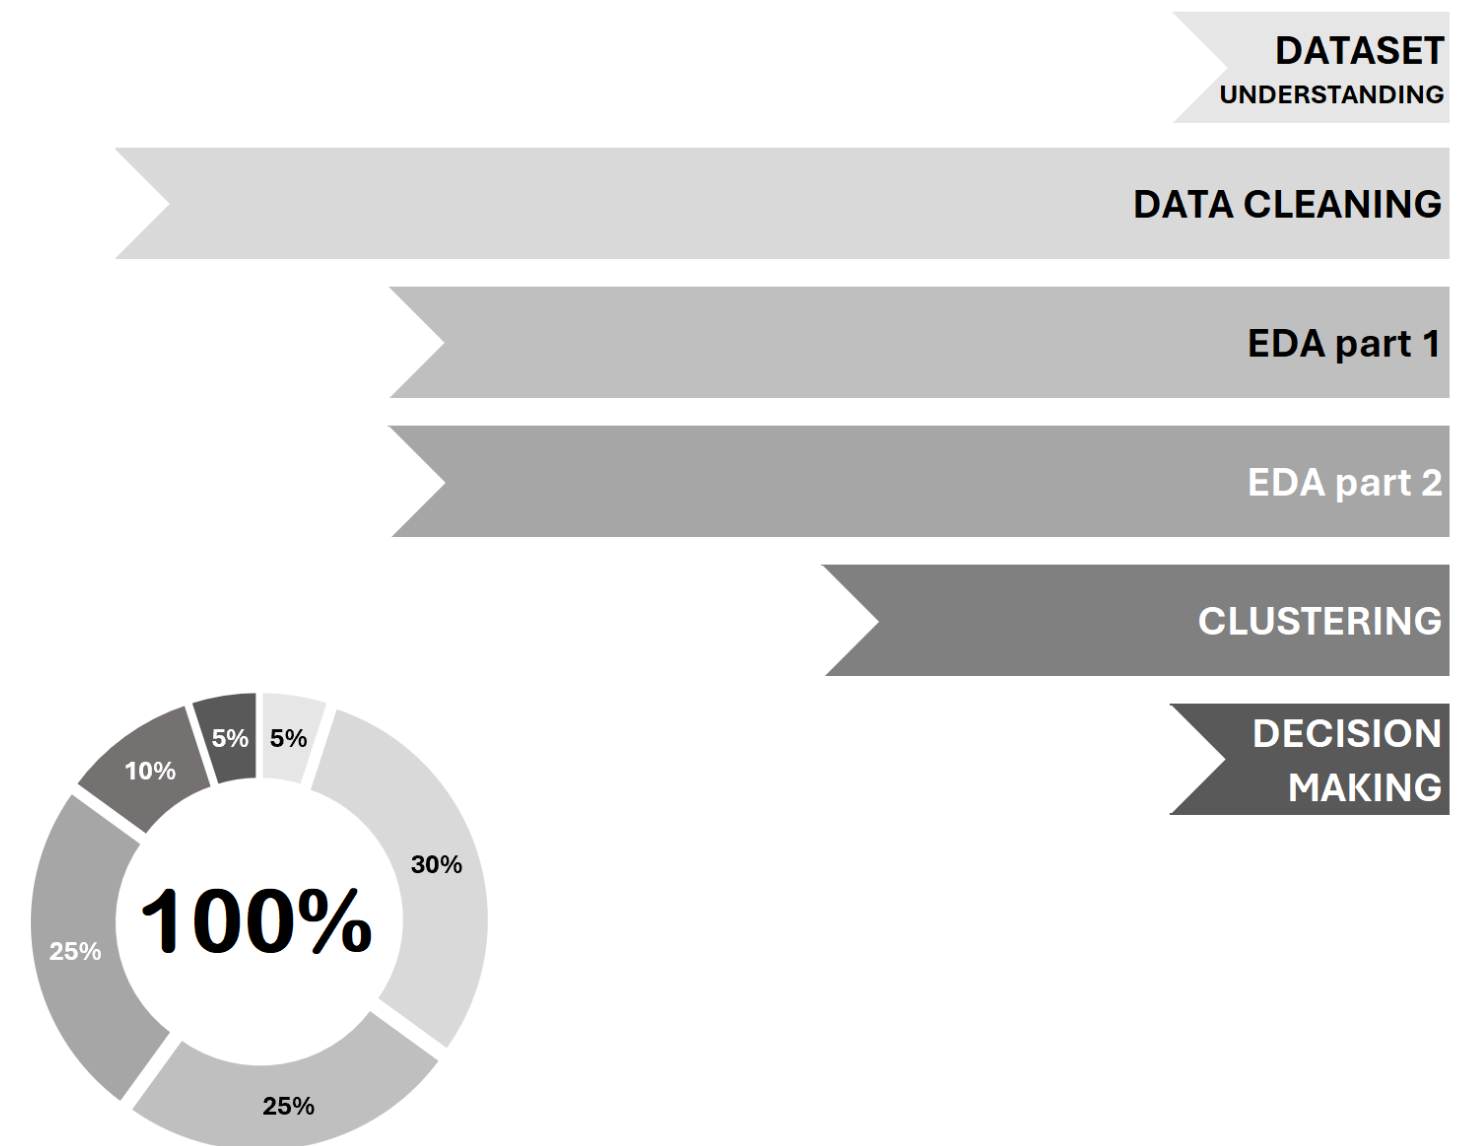 DATASET
UNDERSTANDING
DATA CLEANING
EDA part 1
EDA part 2
CLUSTERING
DECISION
MAKING
5%
5%
10%
30%
100%
25%
25%